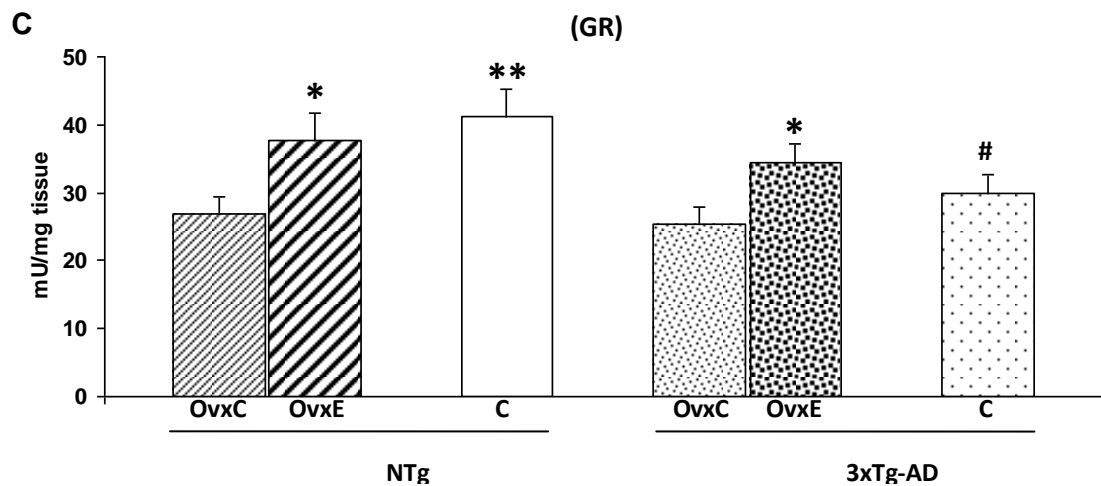 C
(GR)
50
40
30
20
10
0
mU/mg tissue
*
**
*
#
OvxC OvxE C OvxC OvxE C
NTg 3xTg-AD